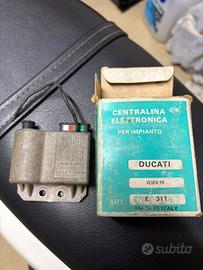 CENTRALINA
ELETTRONICA
PER IMPIANTO
DUCATI
VESPA PK
ART. E. 311
MADE IN ITALY
subito